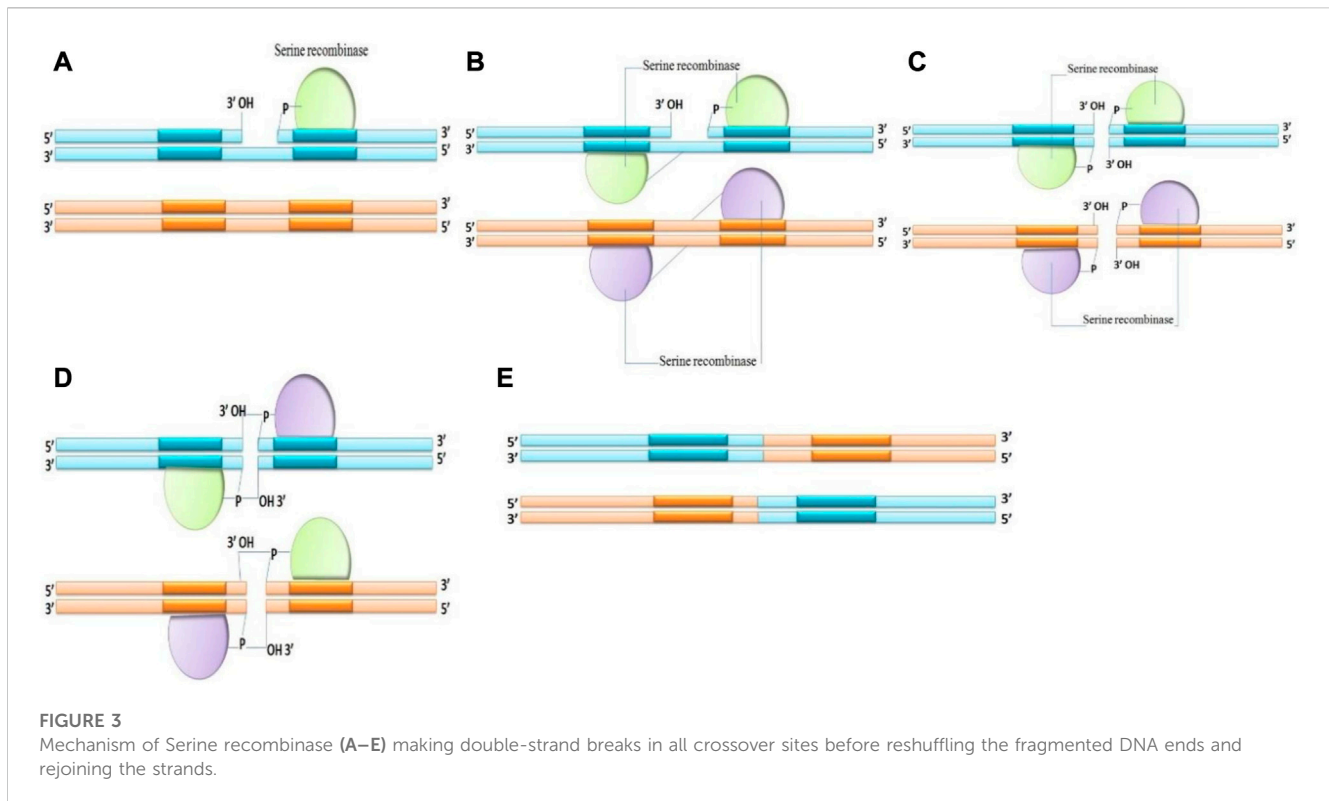 A
Serine recombinase
3' OH
P
5'
3'
3'
5'
5'
3'
3'
5'
B
Serine recombinase
3' OH
P
5'
3'
3'
5'
5'
3'
3'
5'
Serine recombinase
C
Serine recombinase
3' OH
P
5'
3'
3'
5'
P
3' OH
3' OH
P
5'
3'
3'
5'
P
3' OH
Serine recombinase
D
3' OH
P
5'
3'
3'
5'
P
OH 3'
3' OH
P
5'
3'
3'
5'
P
OH 3'
E
5'
3'
3'
5'
5'
3'
3'
5'
FIGURE 3
Mechanism of Serine recombinase (A–E) making double-strand breaks in all crossover sites before reshuffling the fragmented DNA ends and
rejoining the strands.